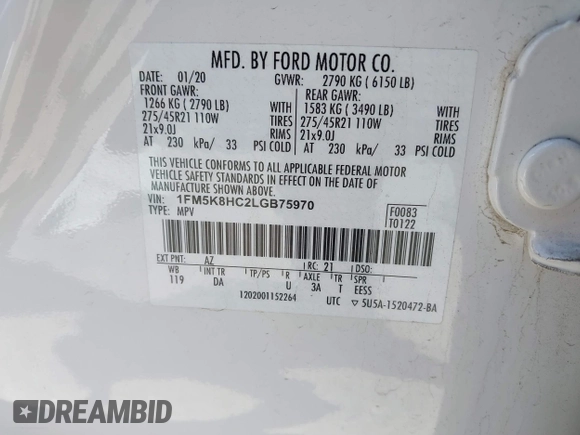 MFD. BY FORD MOTOR CO.
DATE: 01/20 GVWR: 2790 KG ( 6150 LB)
FRONT GAWR: REAR GAWR:
1266 KG ( 2790 LB) WITH 1583 KG ( 3490 LB) WITH
275/45R21 110W TIRES 275/45R21 110W TIRES
21x9.0J RIMS 21x9.0J RIMS
AT 230 kPa/ 33 PSI COLD AT 230 kPa/ 33 PSI COLD
THIS VEHICLE CONFORMS TO ALL APPLICABLE FEDERAL MOTOR
VEHICLE SAFETY STANDARDS IN EFFECT ON THE DATE OF
MANUFACTURE SHOWN ABOVE.
VIN: 1FM5K8HC2LGB75970
TYPE: MPV
F0083
T0122
EXT PNT: AZ RC: 21
WB INT TR TP/PS R AXLE TR SPR
119 DA U 3A EESS
1202001152264 UTC ▽ 5U5A-1520472-BA
DREAMBID